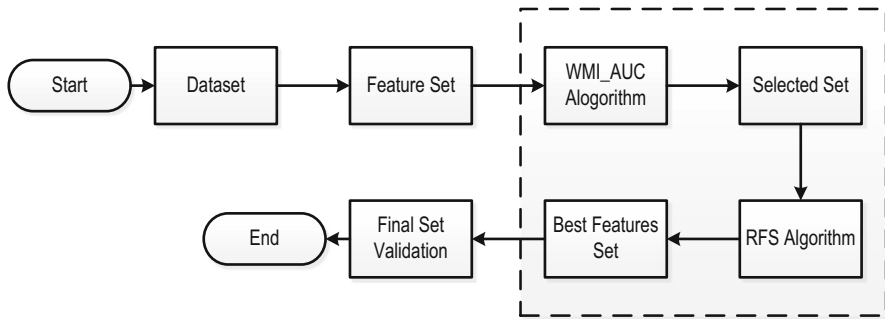 Start
Dataset
Feature Set
WMI_AUC
Alogorithm
Selected Set
RFS Algorithm
Best Features
Set
Final Set
Validation
End